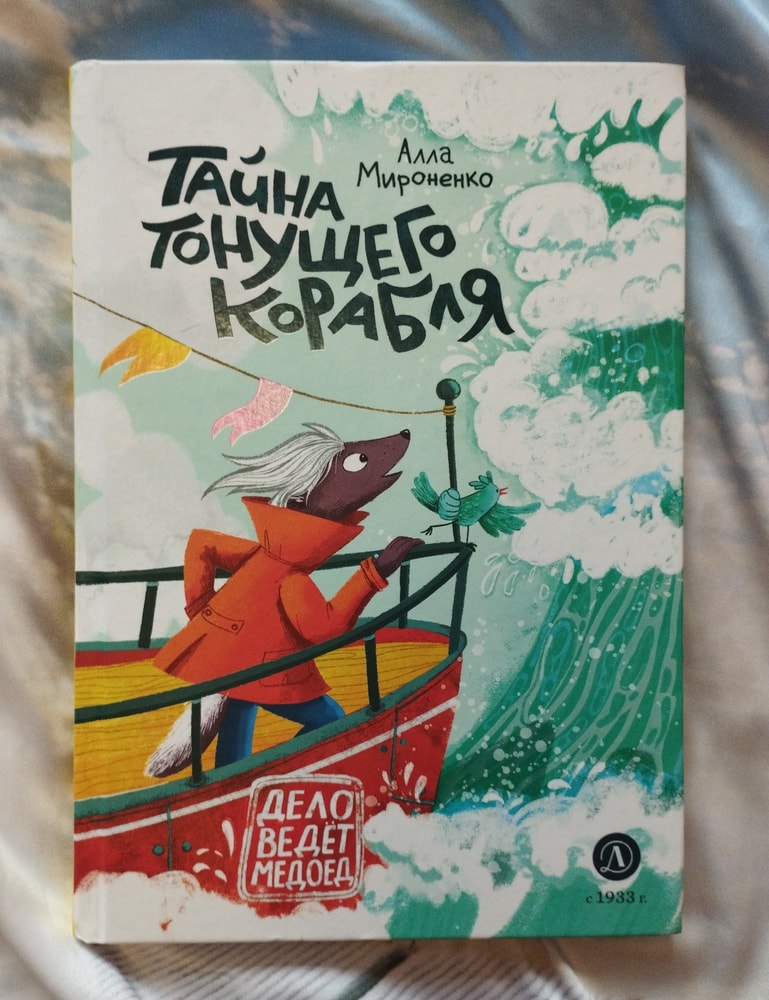 Алла
Мироненко
Тайна
тонущего
корабля
ДЕЛО
ВЕДЁТ
МЕДОЕД
Д
с 1933 г.